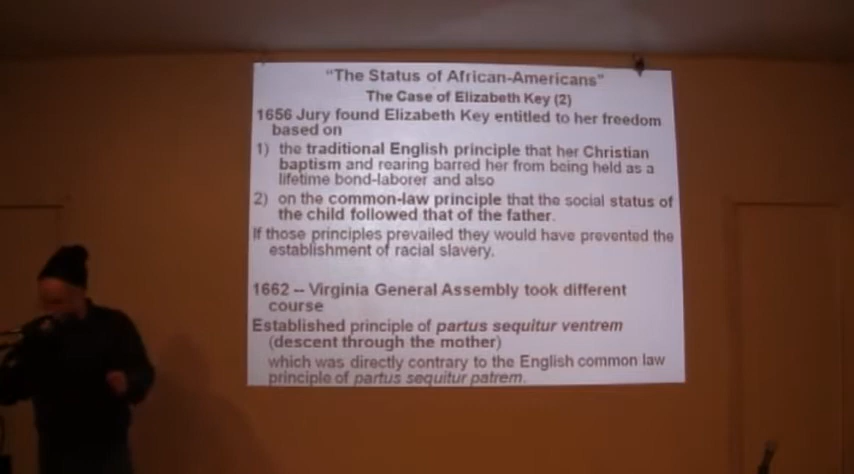 "The Status of African-Americans"
The Case of Elizabeth Key (2)
1656 Jury found Elizabeth Key entitled to her freedom
based on
1) the traditional English principle that her Christian
baptism and rearing barred her from being held as a
lifetime bond-laborer and also
2) on the common-law principle that the social status of
the child followed that of the father.
If those principles prevailed they would have prevented the
establishment of racial slavery.
1662 -- Virginia General Assembly took different
course
Established principle of partus sequitur ventrem
(descent through the mother)
which was directly contrary to the English common law
principle of partus sequitur patrem.